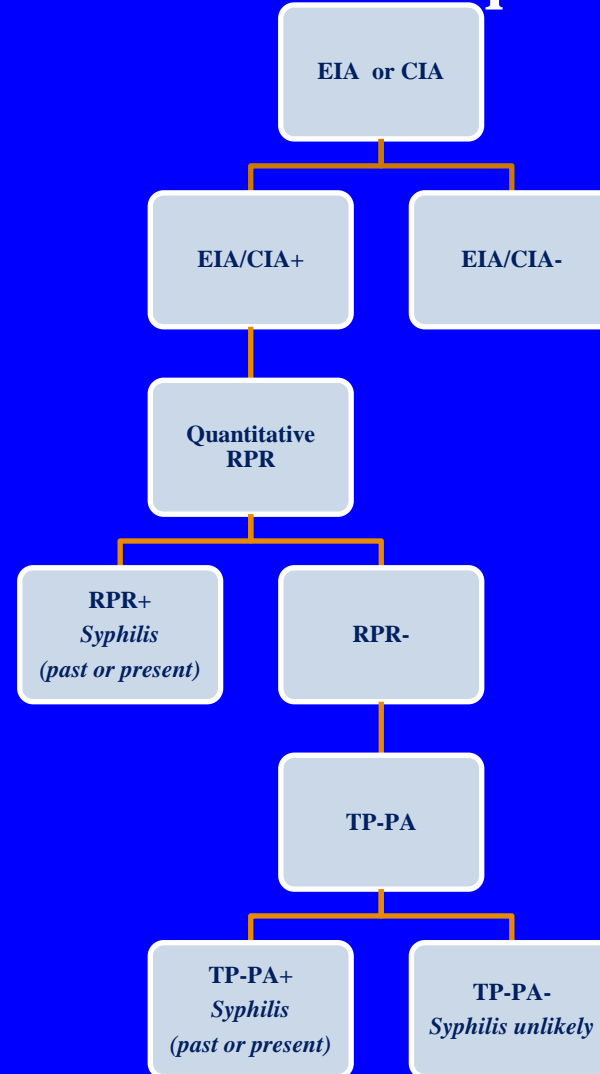 EIA or CIA
EIA/CIA+
EIA/CIA-
Quantitative
RPR
RPR+
Syphilis
(past or present)
RPR-
TP-PA
TP-PA+
Syphilis
(past or present)
TP-PA-
Syphilis unlikely